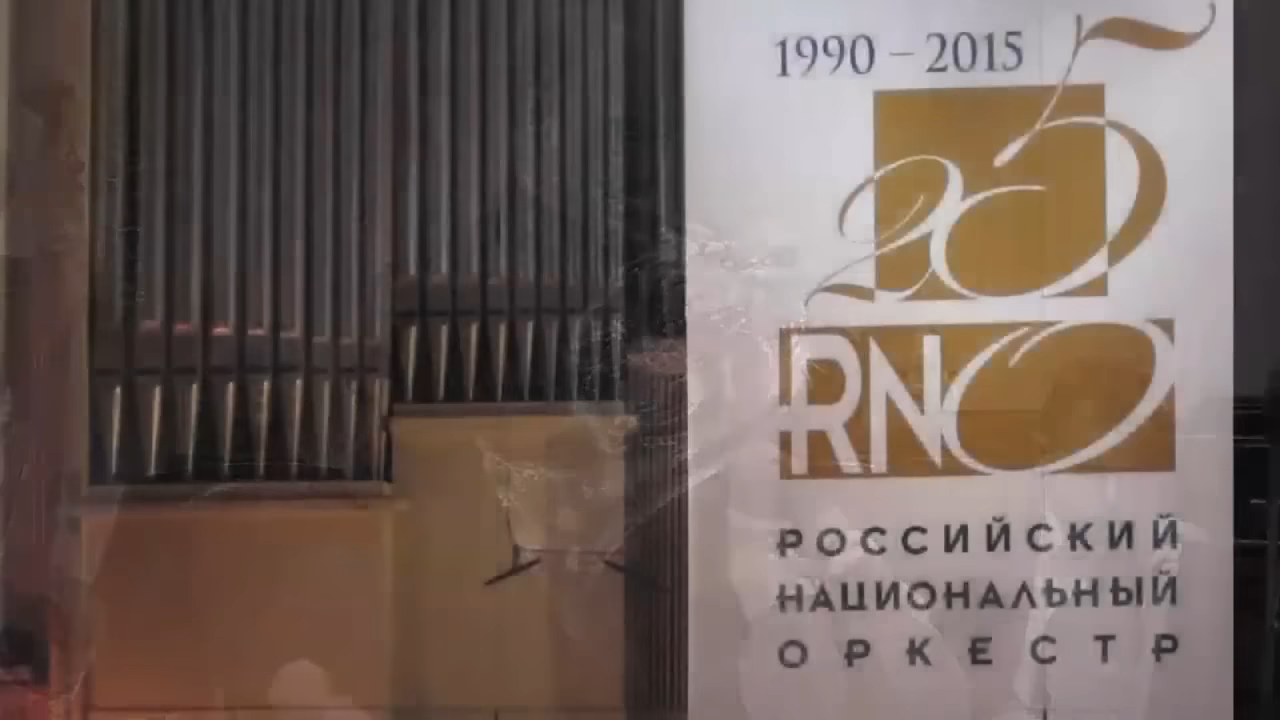 1990 – 2015
25
RNO
РОССИЙСКИЙ
НАЦИОНАЛЬНЫЙ
ОРКЕСТР